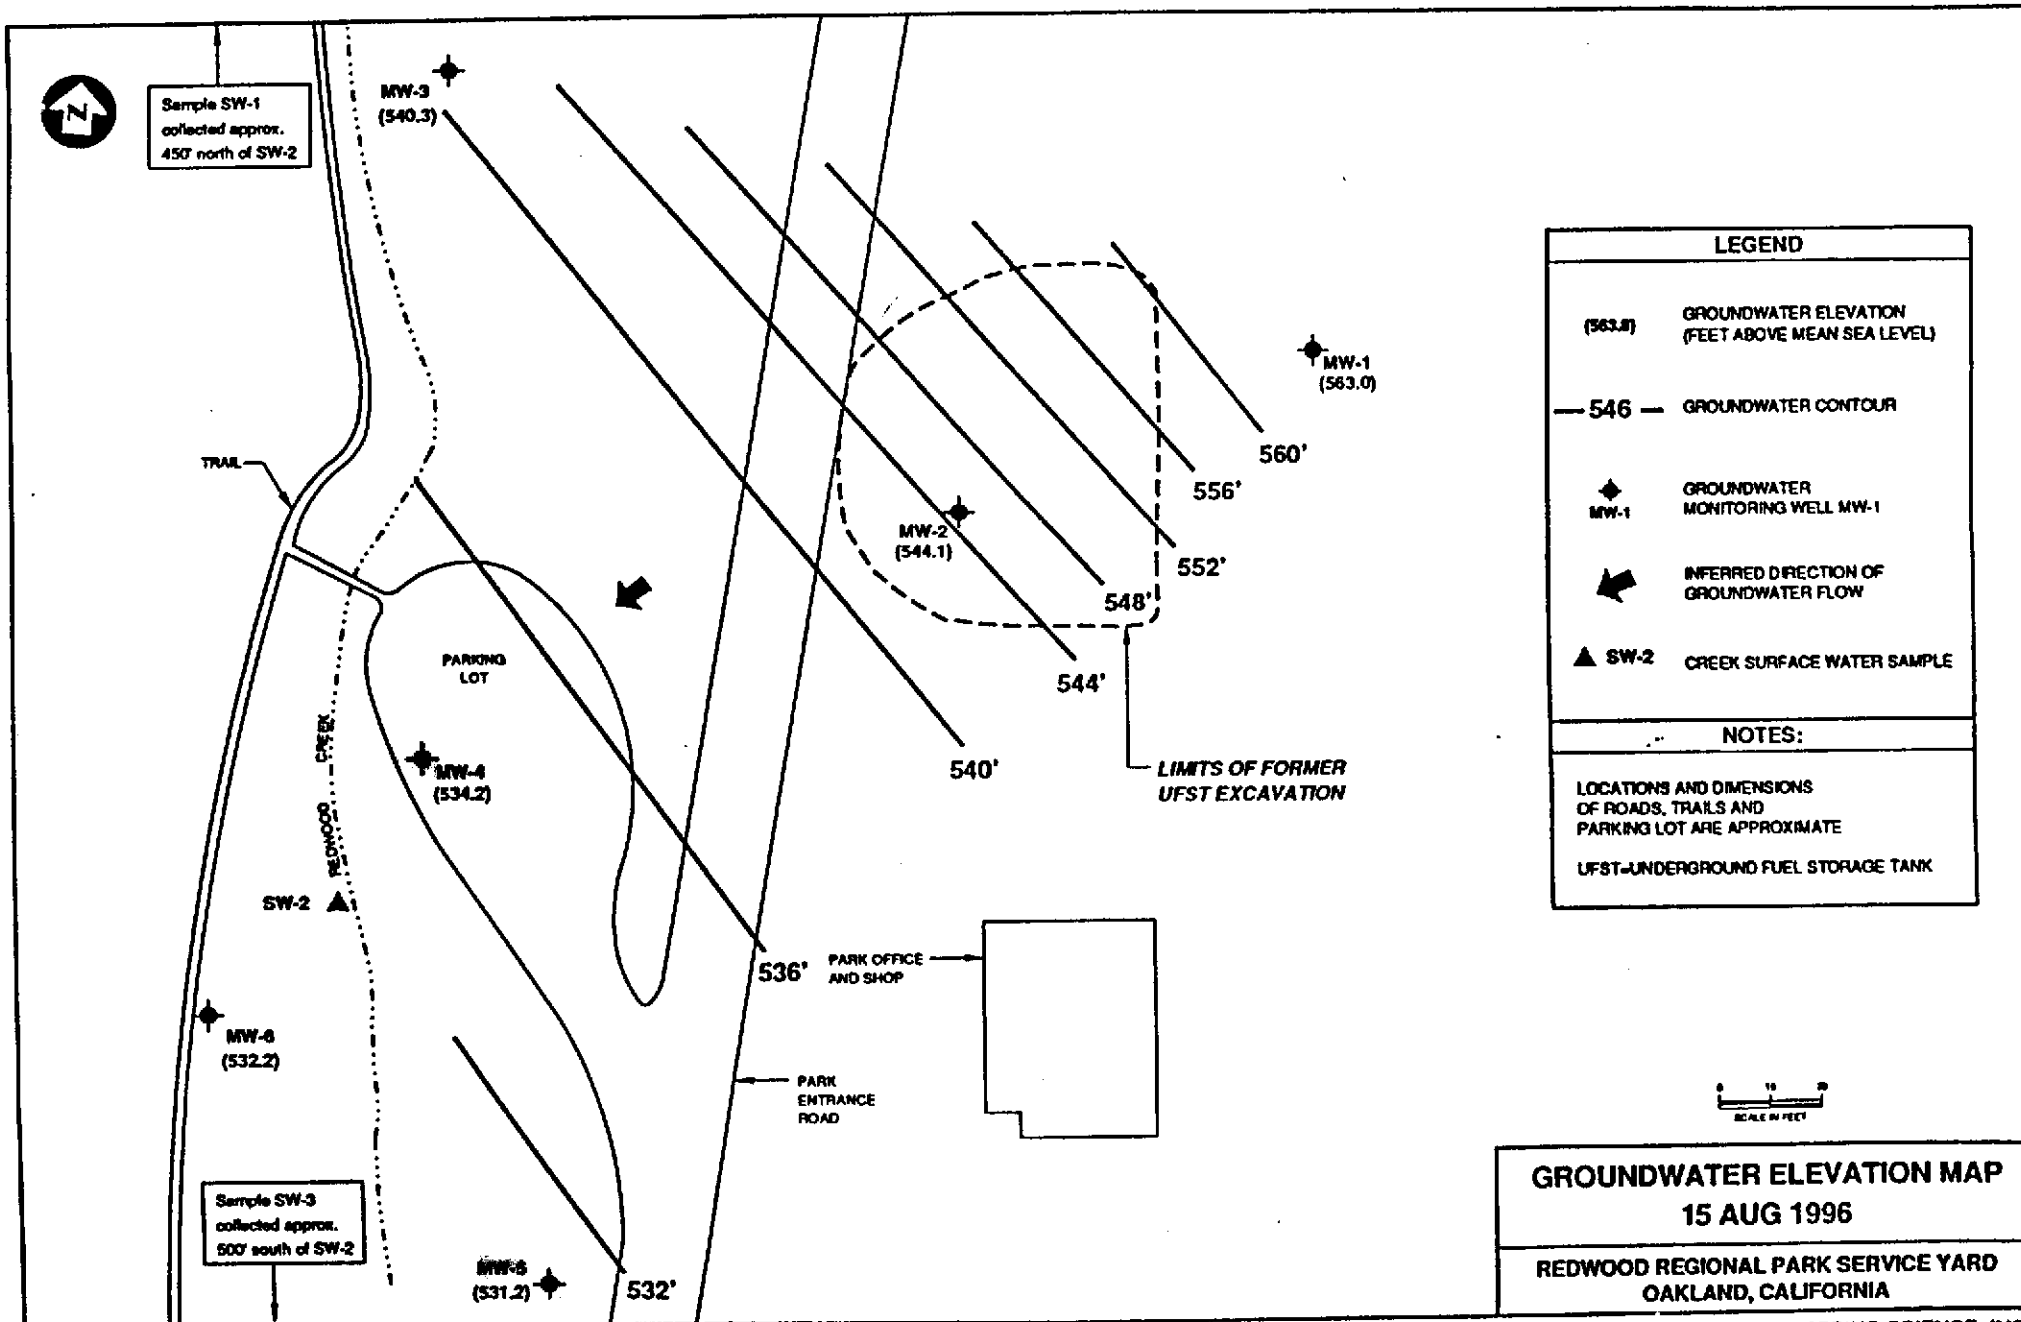 N
Sample SW-1
collected approx.
450' north of SW-2
MW-3
(540.3)
TRAIL
MW-1
(563.0)
560'
556'
552'
548'
544'
540'
536'
532'
MW-2
(544.1)
PARKING
LOT
REDWOOD CREEK
MW-4
(534.2)
SW-2
MW-6
(532.2)
LIMITS OF FORMER
UFST EXCAVATION
PARK OFFICE
AND SHOP
PARK
ENTRANCE
ROAD
Sample SW-3
collected approx.
500' south of SW-2
MW-5
(531.2)
LEGEND
(563.8)
GROUNDWATER ELEVATION
(FEET ABOVE MEAN SEA LEVEL)
546
GROUNDWATER CONTOUR
MW-1
GROUNDWATER
MONITORING WELL MW-1
INFERRED DIRECTION OF
GROUNDWATER FLOW
SW-2
CREEK SURFACE WATER SAMPLE
NOTES:
LOCATIONS AND DIMENSIONS
OF ROADS, TRAILS AND
PARKING LOT ARE APPROXIMATE
UFST=UNDERGROUND FUEL STORAGE TANK
SCALE IN FEET
GROUNDWATER ELEVATION MAP
15 AUG 1996
REDWOOD REGIONAL PARK SERVICE YARD
OAKLAND, CALIFORNIA